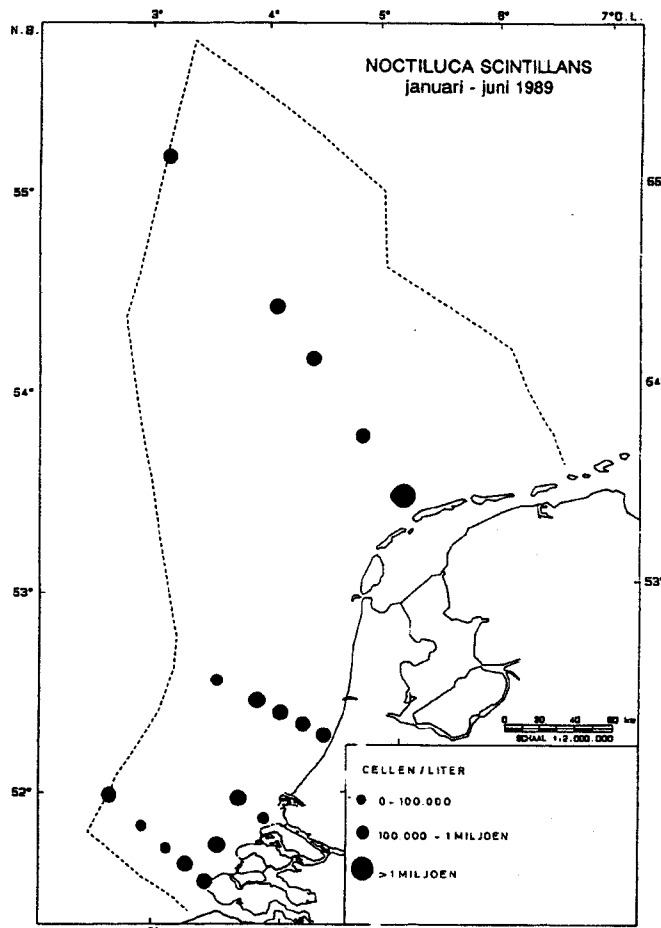 N.B.
3°
4°
5°
6°
7°O.L.
NOCTILUCA SCINTILLANS
januari - juni 1989
55°
55
54°
54
53°
53°
0 20 40 60 km
SCHAAL 1:2.000.000
52°
CELLEN/LITER
0-100.000
100.000 - 1 MILJOEN
>1 MILJOEN